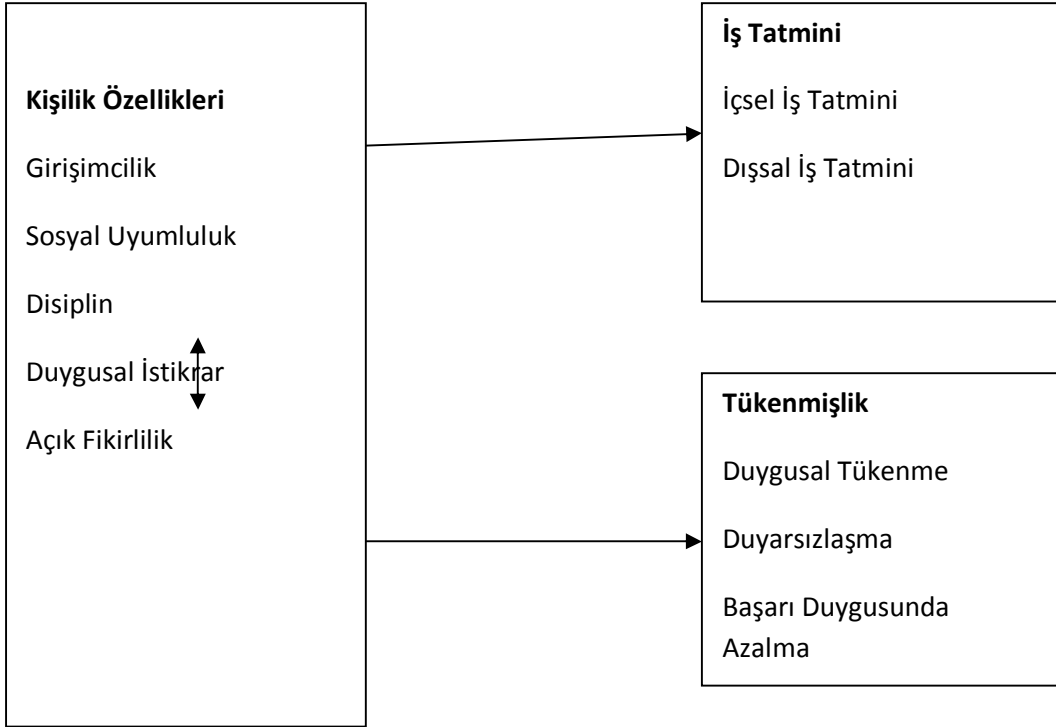 Kişilik Özellikleri
Girişimcilik
Sosyal Uyumluluk
Disiplin
Duygusal İstikrar
Açık Fikirlilik
İş Tatmini
İçsel İş Tatmini
Dışsal İş Tatmini
Tükenmişlik
Duygusal Tükenme
Duyarsızlaşma
Başarı Duygusunda
Azalma